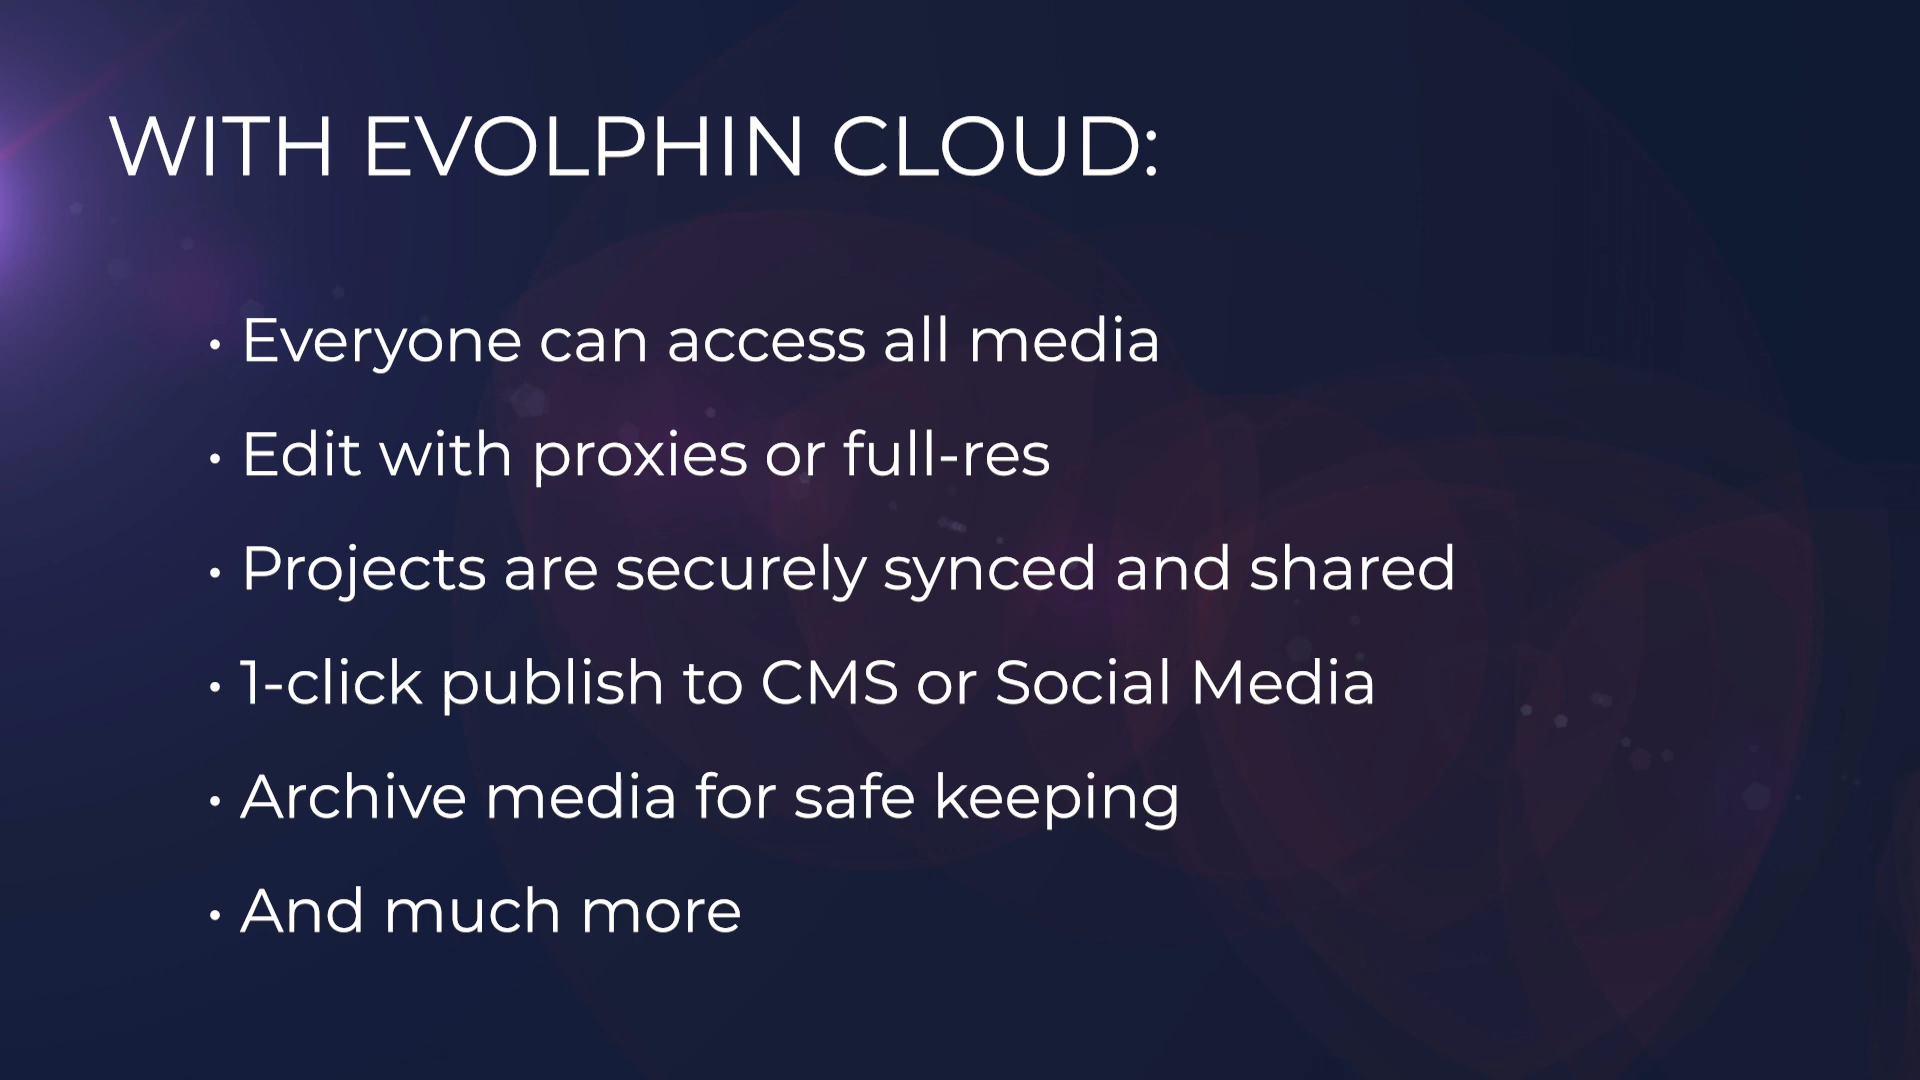 WITH EVOLPHIN CLOUD:
• Everyone can access all media
• Edit with proxies or full-res
• Projects are securely synced and shared
• 1-click publish to CMS or Social Media
• Archive media for safe keeping
• And much more